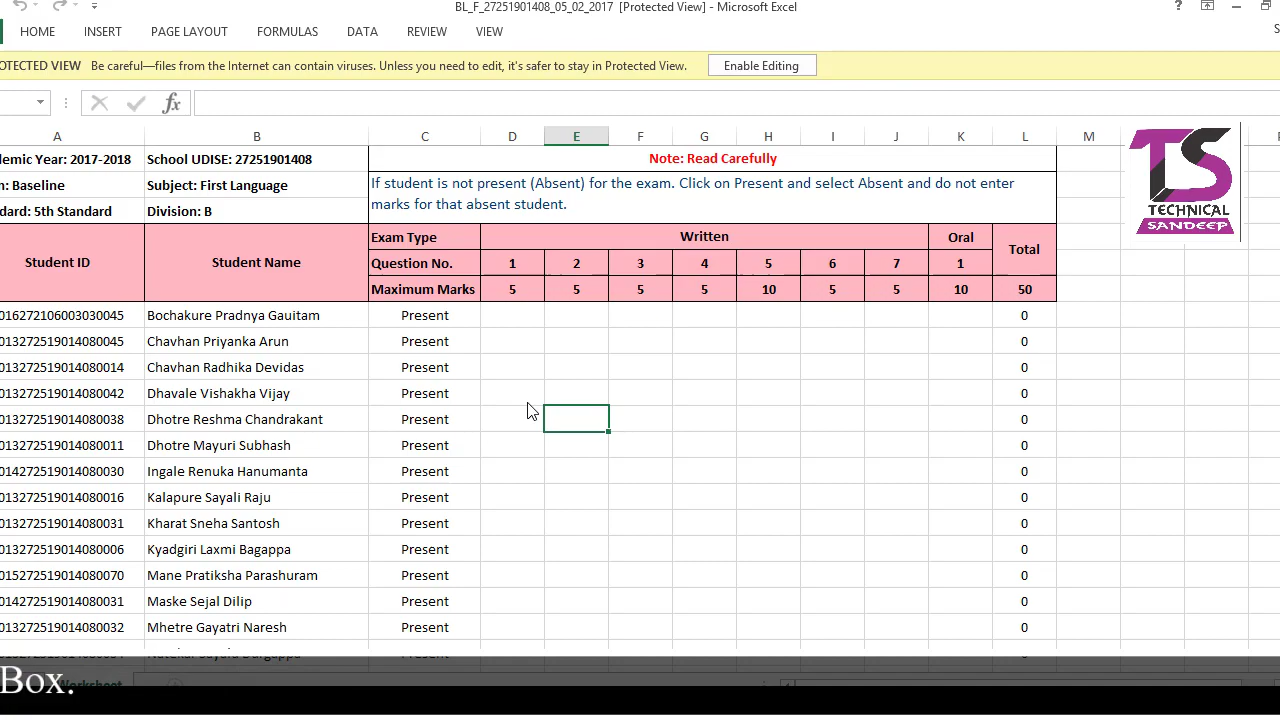 BL_F_27251901408_05_02_2017 [Protected View] - Microsoft Excel
?
HOME INSERT PAGE LAYOUT FORMULAS DATA REVIEW VIEW S
OTECTED VIEW Be careful—files from the Internet can contain viruses. Unless you need to edit, it's safer to stay in Protected View. Enable Editing
fx
A B C D E F G H I J K L M
emic Year: 2017-2018 School UDISE: 27251901408 Note: Read Carefully
n: Baseline Subject: First Language If student is not present (Absent) for the exam. Click on Present and select Absent and do not enter
dard: 5th Standard Division: B marks for that absent student.
TS
TECHNICAL
SANDEEP
Student ID Student Name Exam Type Written Oral Total
Question No. 1 2 3 4 5 6 7 1
Maximum Marks 5 5 5 5 10 5 5 10 50
016272106003030045 Bochakure Pradnya Gauitam Present 0
013272519014080045 Chavhan Priyanka Arun Present 0
013272519014080014 Chavhan Radhika Devidas Present 0
013272519014080042 Dhavale Vishakha Vijay Present 0
013272519014080038 Dhotre Reshma Chandrakant Present 0
013272519014080011 Dhotre Mayuri Subhash Present 0
014272519014080030 Ingale Renuka Hanumanta Present 0
013272519014080016 Kalapure Sayali Raju Present 0
013272519014080031 Kharat Sneha Santosh Present 0
013272519014080006 Kyadgiri Laxmi Bagappa Present 0
015272519014080070 Mane Pratiksha Parashuram Present 0
014272519014080031 Maske Sejal Dilip Present 0
013272519014080032 Mhetre Gayatri Naresh Present 0
Present 0
Box.